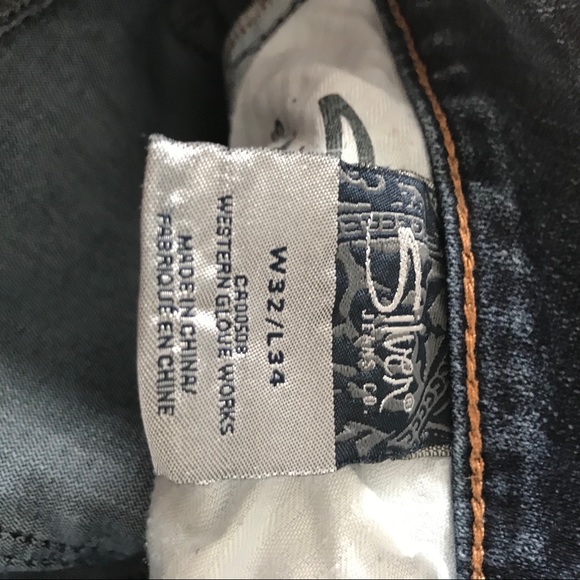 Silver
JEANS CO.
W32/L34
WESTERN GLOVE WORKS
CA00508
MADE IN CHINA/
FABRIQUÉ EN CHINE